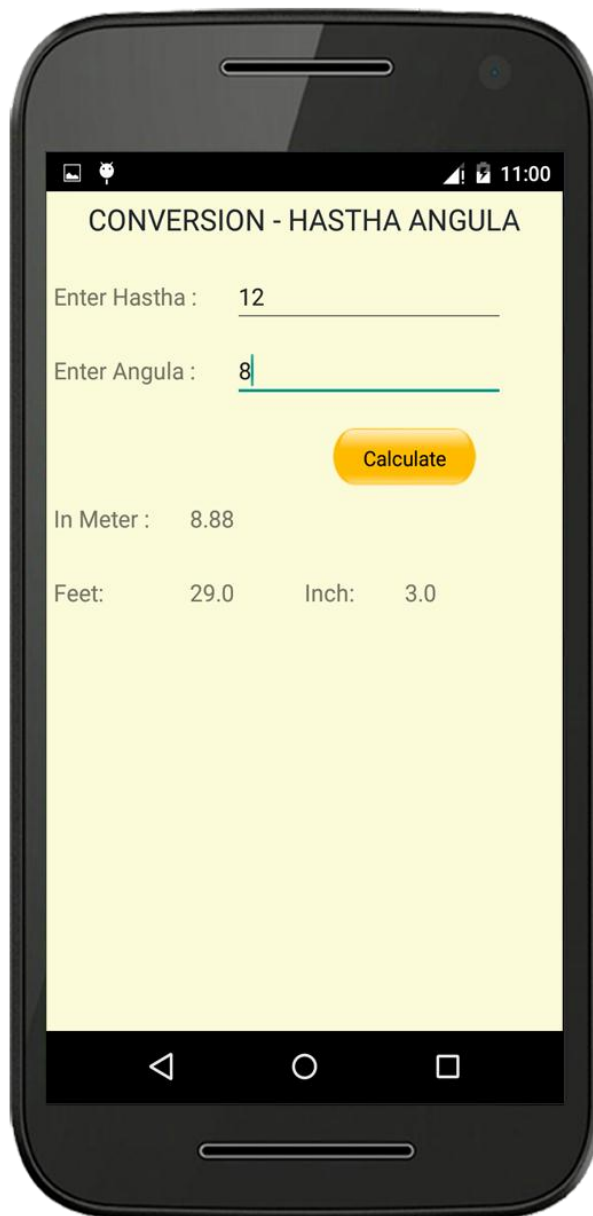 11:00
CONVERSION - HASTHA ANGULA
Enter Hastha : 12
Enter Angula : 8
Calculate
In Meter : 8.88
Feet: 29.0 Inch: 3.0